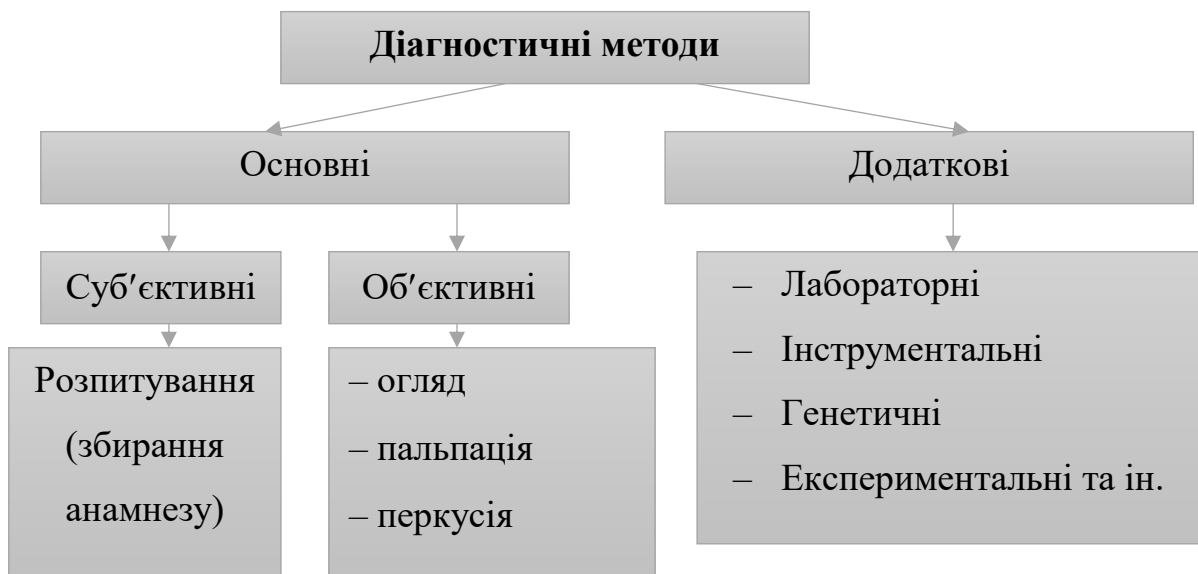 Діагностичні методи
Основні
Додаткові
Суб′єктивні
Об′єктивні
Розпитування
(збирання
анамнезу)
– огляд
– пальпація
– перкусія
– Лабораторні
– Інструментальні
– Генетичні
– Експериментальні та ін.